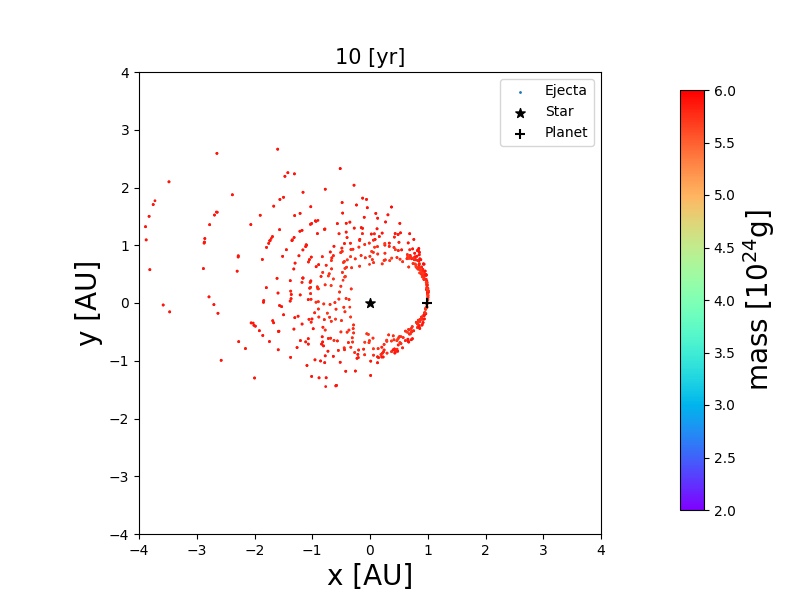 10 [yr]
Ejecta
Star
Planet
4
3
2
1
0
−1
−2
−3
−4
y [AU]
−4 −3 −2 −1 0 1 2 3 4
x [AU]
6.0
5.5
5.0
4.5
4.0
3.5
3.0
2.5
2.0
mass [10²⁴g]